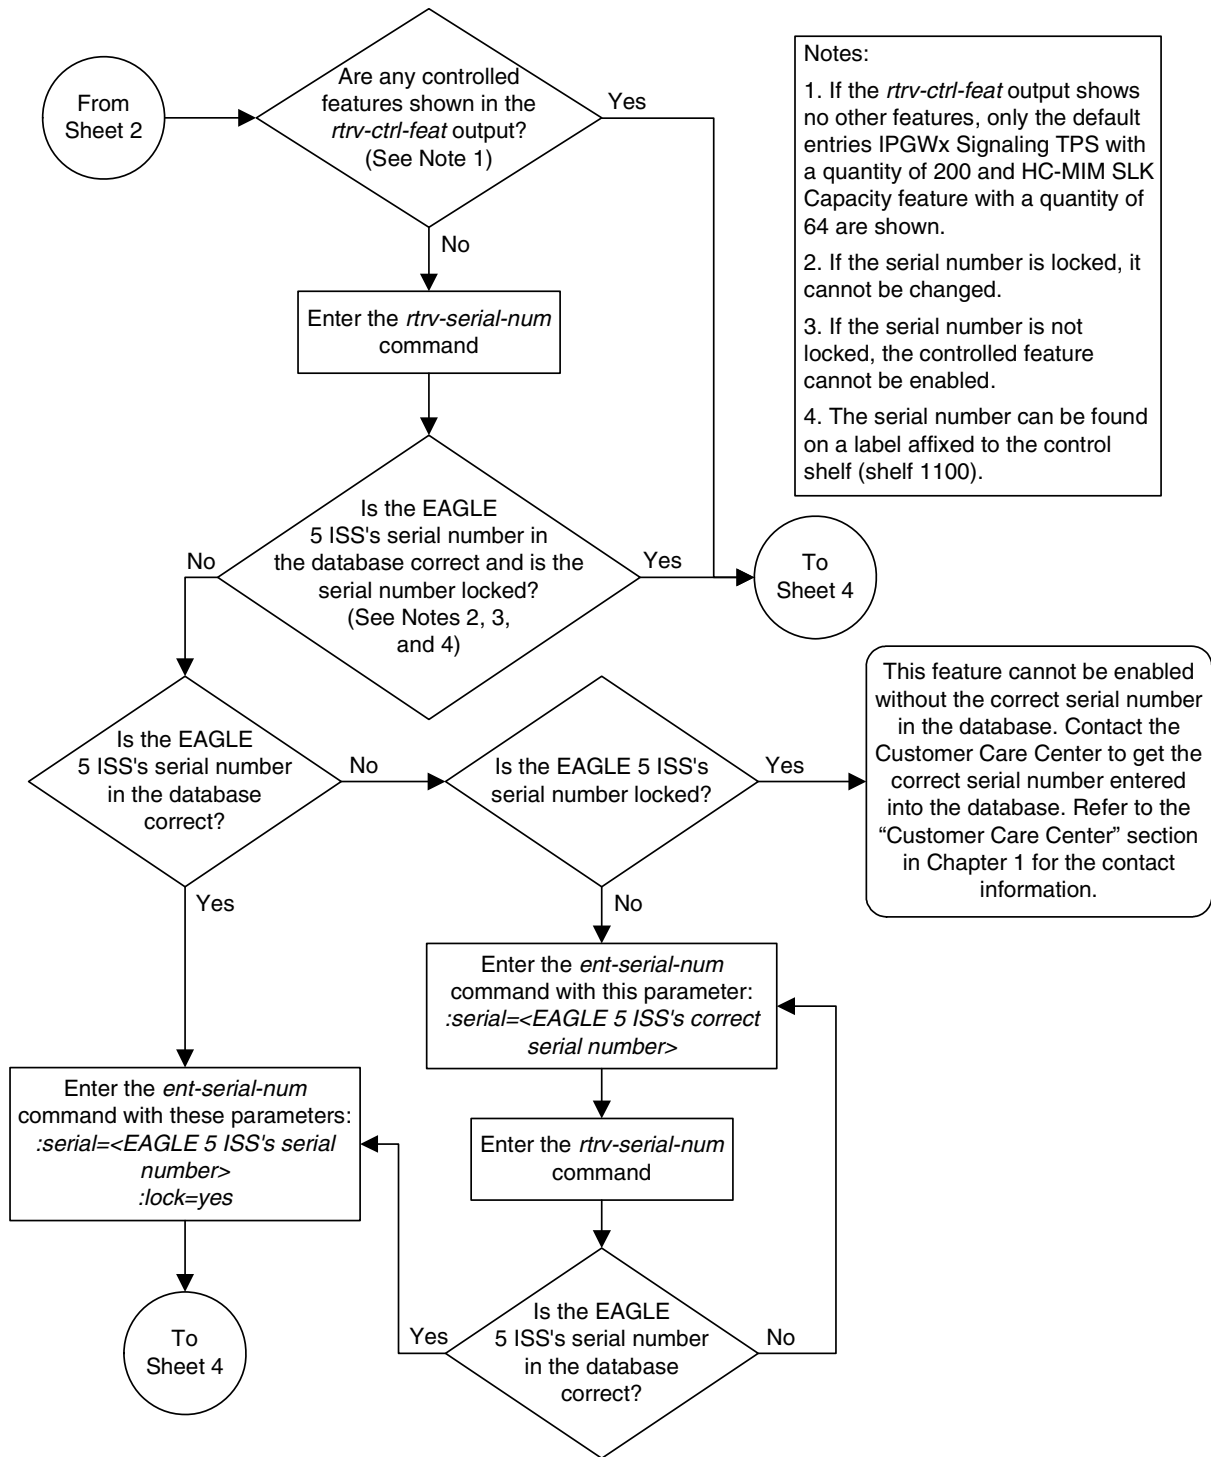 From
Sheet 2
Are any controlled
features shown in the
rtrv-ctrl-feat output?
(See Note 1)
Yes
No
Notes:
1. If the rtrv-ctrl-feat output shows
no other features, only the default
entries IPGWx Signaling TPS with
a quantity of 200 and HC-MIM SLK
Capacity feature with a quantity of
64 are shown.
2. If the serial number is locked, it
cannot be changed.
3. If the serial number is not
locked, the controlled feature
cannot be enabled.
4. The serial number can be found
on a label affixed to the control
shelf (shelf 1100).
Enter the rtrv-serial-num
command
Is the EAGLE
5 ISS's serial number in
the database correct and is the
serial number locked?
(See Notes 2, 3,
and 4)
No
Yes
To
Sheet 4
Is the EAGLE
5 ISS's serial number
in the database
correct?
No
Yes
Is the EAGLE 5 ISS's
serial number locked?
Yes
No
This feature cannot be enabled
without the correct serial number
in the database. Contact the
Customer Care Center to get the
correct serial number entered
into the database. Refer to the
“Customer Care Center” section
in Chapter 1 for the contact
information.
Enter the ent-serial-num
command with this parameter:
:serial=<EAGLE 5 ISS's correct
serial number>
Enter the ent-serial-num
command with these parameters:
:serial=<EAGLE 5 ISS's serial
number>
:lock=yes
Enter the rtrv-serial-num
command
To
Sheet 4
Is the EAGLE
5 ISS's serial number
in the database
correct?
Yes
No